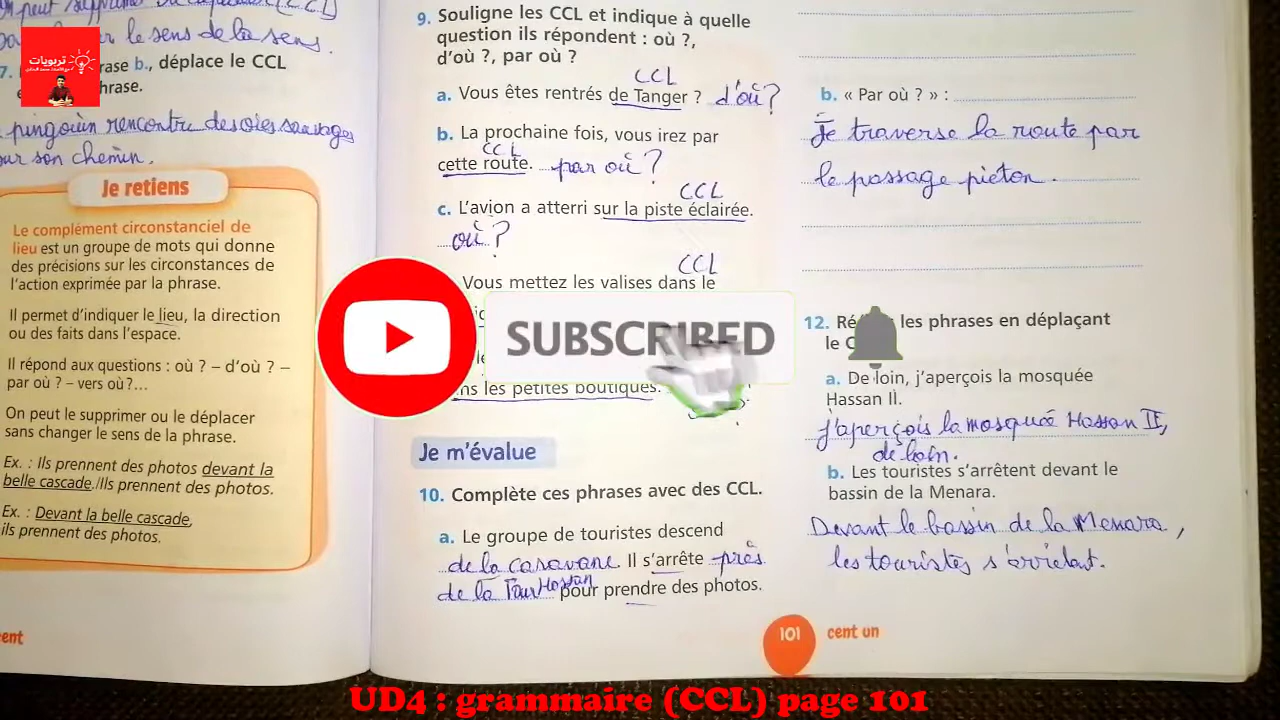 تربويات
le sens de la sens.
7.
rase b., déplace le CCL
hrase.
pingouin rencontre des oies sauvages
sur son chemin.
Je retiens
Le complément circonstanciel de
lieu est un groupe de mots qui donne
des précisions sur les circonstances de
l'action exprimée par la phrase.
Il permet d'indiquer le lieu, la direction
ou des faits dans l'espace.
Il répond aux questions : où ? – d'où ? –
par où ? – vers où?...
On peut le supprimer ou le déplacer
sans changer le sens de la phrase.
Ex. : Ils prennent des photos devant la
belle cascade./Ils prennent des photos.
Ex. : Devant la belle cascade,
ils prennent des photos.
ent
9. Souligne les CCL et indique à quelle
question ils répondent : où ?,
d'où ?, par où ?
CCL
a. Vous êtes rentrés de Tanger ? d'où?
b. La prochaine fois, vous irez par
CCL
cette route. par où ?
CCL
c. L'avion a atterri sur la piste éclairée.
où ?
CCL
Vous mettez les valises dans le
SUBSCRIBED
ns les petites boutiques.
Je m'évalue
10. Complète ces phrases avec des CCL.
a. Le groupe de touristes descend
de la caravane Il s'arrête près
de la Tour Hassan pour prendre des photos.
b. « Par où ? » :
Je traverse la route par
le passage piéton.
12. les phrases en déplaçant
le
a. De loin, j'aperçois la mosquée
Hassan II.
j'aperçois la mosquée Hassan II,
de loin.
b. Les touristes s'arrêtent devant le
bassin de la Menara.
Devant le bassin de la Menara,
les touristes s'arrêtent.
101 cent un
UD4 : grammaire (CCL) page 101